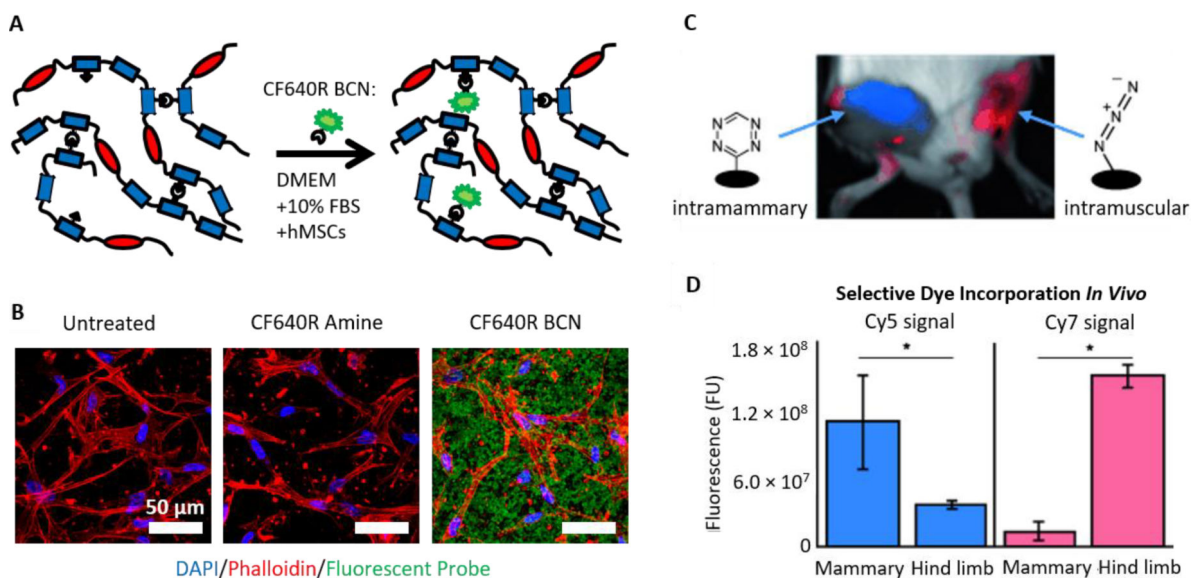 A
CF640R BCN:
DMEM
+10% FBS
+hMSCs
B
Untreated
CF640R Amine
CF640R BCN
50 µm
DAPI/Phalloidin/Fluorescent Probe
C
N
N
N
N
intramammary
−
N
+
N
N
intramuscular
D
Selective Dye Incorporation In Vivo
Cy5 signal
Cy7 signal
Fluorescence (FU)
1.8 × 10⁸
1.2 × 10⁸
6.0 × 10⁷
0
*
*
Mammary
Hind limb
Mammary
Hind limb